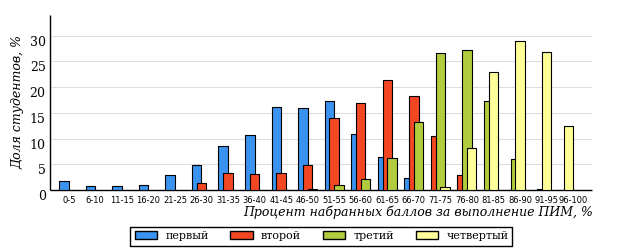 Доля студентов, %
30
25
20
15
10
5
0
0-5 6-10 11-15 16-20 21-25 26-30 31-35 36-40 41-45 46-50 51-55 56-60 61-65 66-70 71-75 76-80 81-85 86-90 91-95 96-100
Процент набранных баллов за выполнение ПИМ, %
первый второй третий четвертый